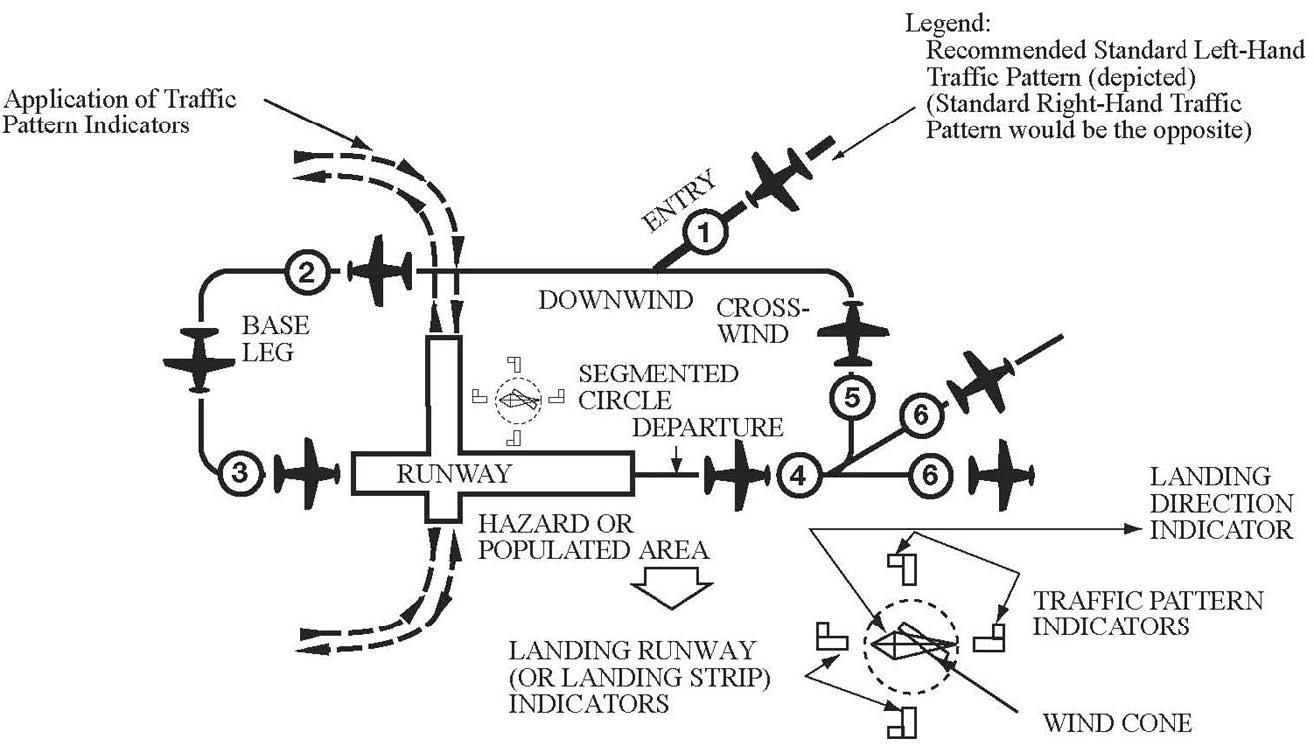 Legend:
Recommended Standard Left-Hand
Traffic Pattern (depicted)
(Standard Right-Hand Traffic
Pattern would be the opposite)
Application of Traffic
Pattern Indicators
ENTRY
1
2
DOWNWIND
CROSS-
WIND
BASE
LEG
SEGMENTED
CIRCLE
DEPARTURE
5
6
3
RUNWAY
4
6
HAZARD OR
POPULATED AREA
LANDING
DIRECTION
INDICATOR
TRAFFIC PATTERN
INDICATORS
LANDING RUNWAY
(OR LANDING STRIP)
INDICATORS
WIND CONE